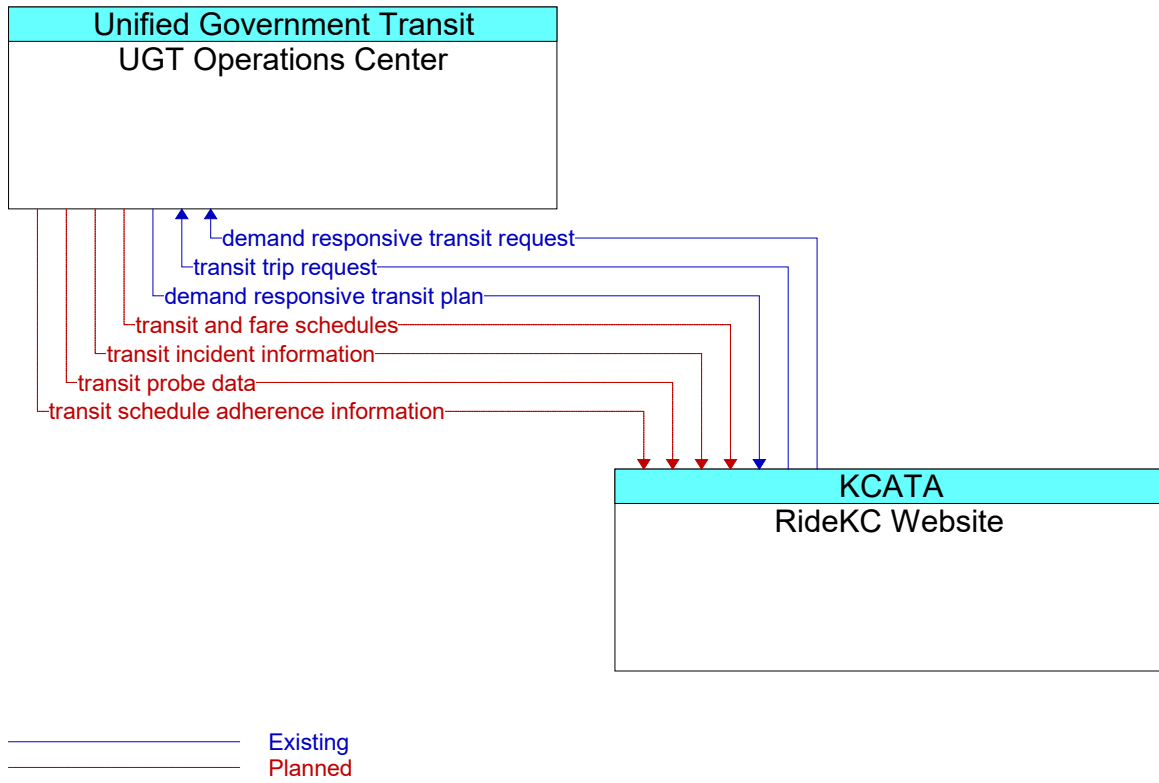 Unified Government Transit
UGT Operations Center
demand responsive transit request
transit trip request
demand responsive transit plan
transit and fare schedules
transit incident information
transit probe data
transit schedule adherence information
KCATA
RideKC Website
Existing
Planned